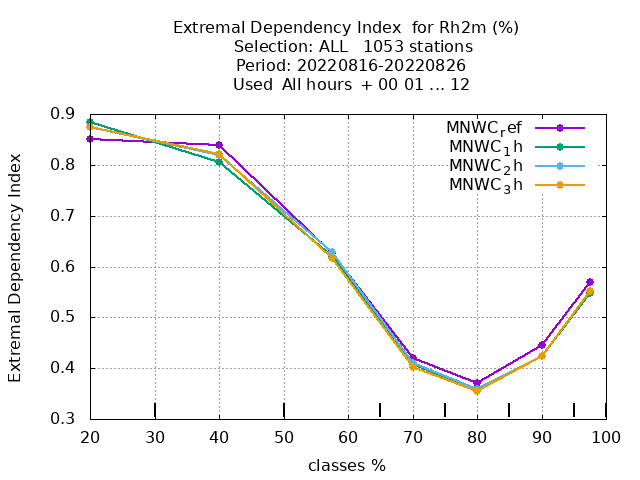 Extremal Dependency Index  for Rh2m (%)
Selection: ALL   1053 stations
Period: 20220816-20220826
Used  All hours  + 00 01 ... 12
MNWC_ref
MNWC_1h
MNWC_2h
MNWC_3h
Extremal Dependency Index
0.9
0.8
0.7
0.6
0.5
0.4
0.3
20 30 40 50 60 70 80 90 100
classes %